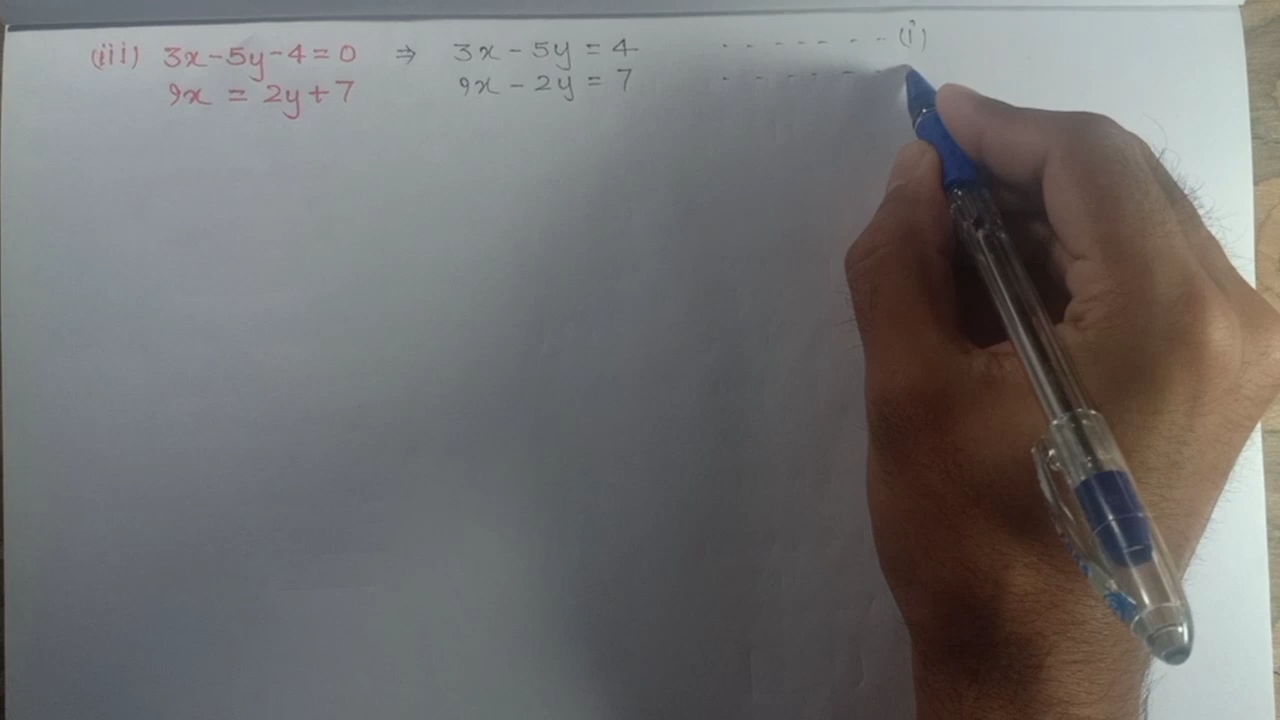 (iii) 3x-5y-4=0 ⇒ 3x-5y=4 ------- (i)
9x = 2y+7 9x-2y=7 -------